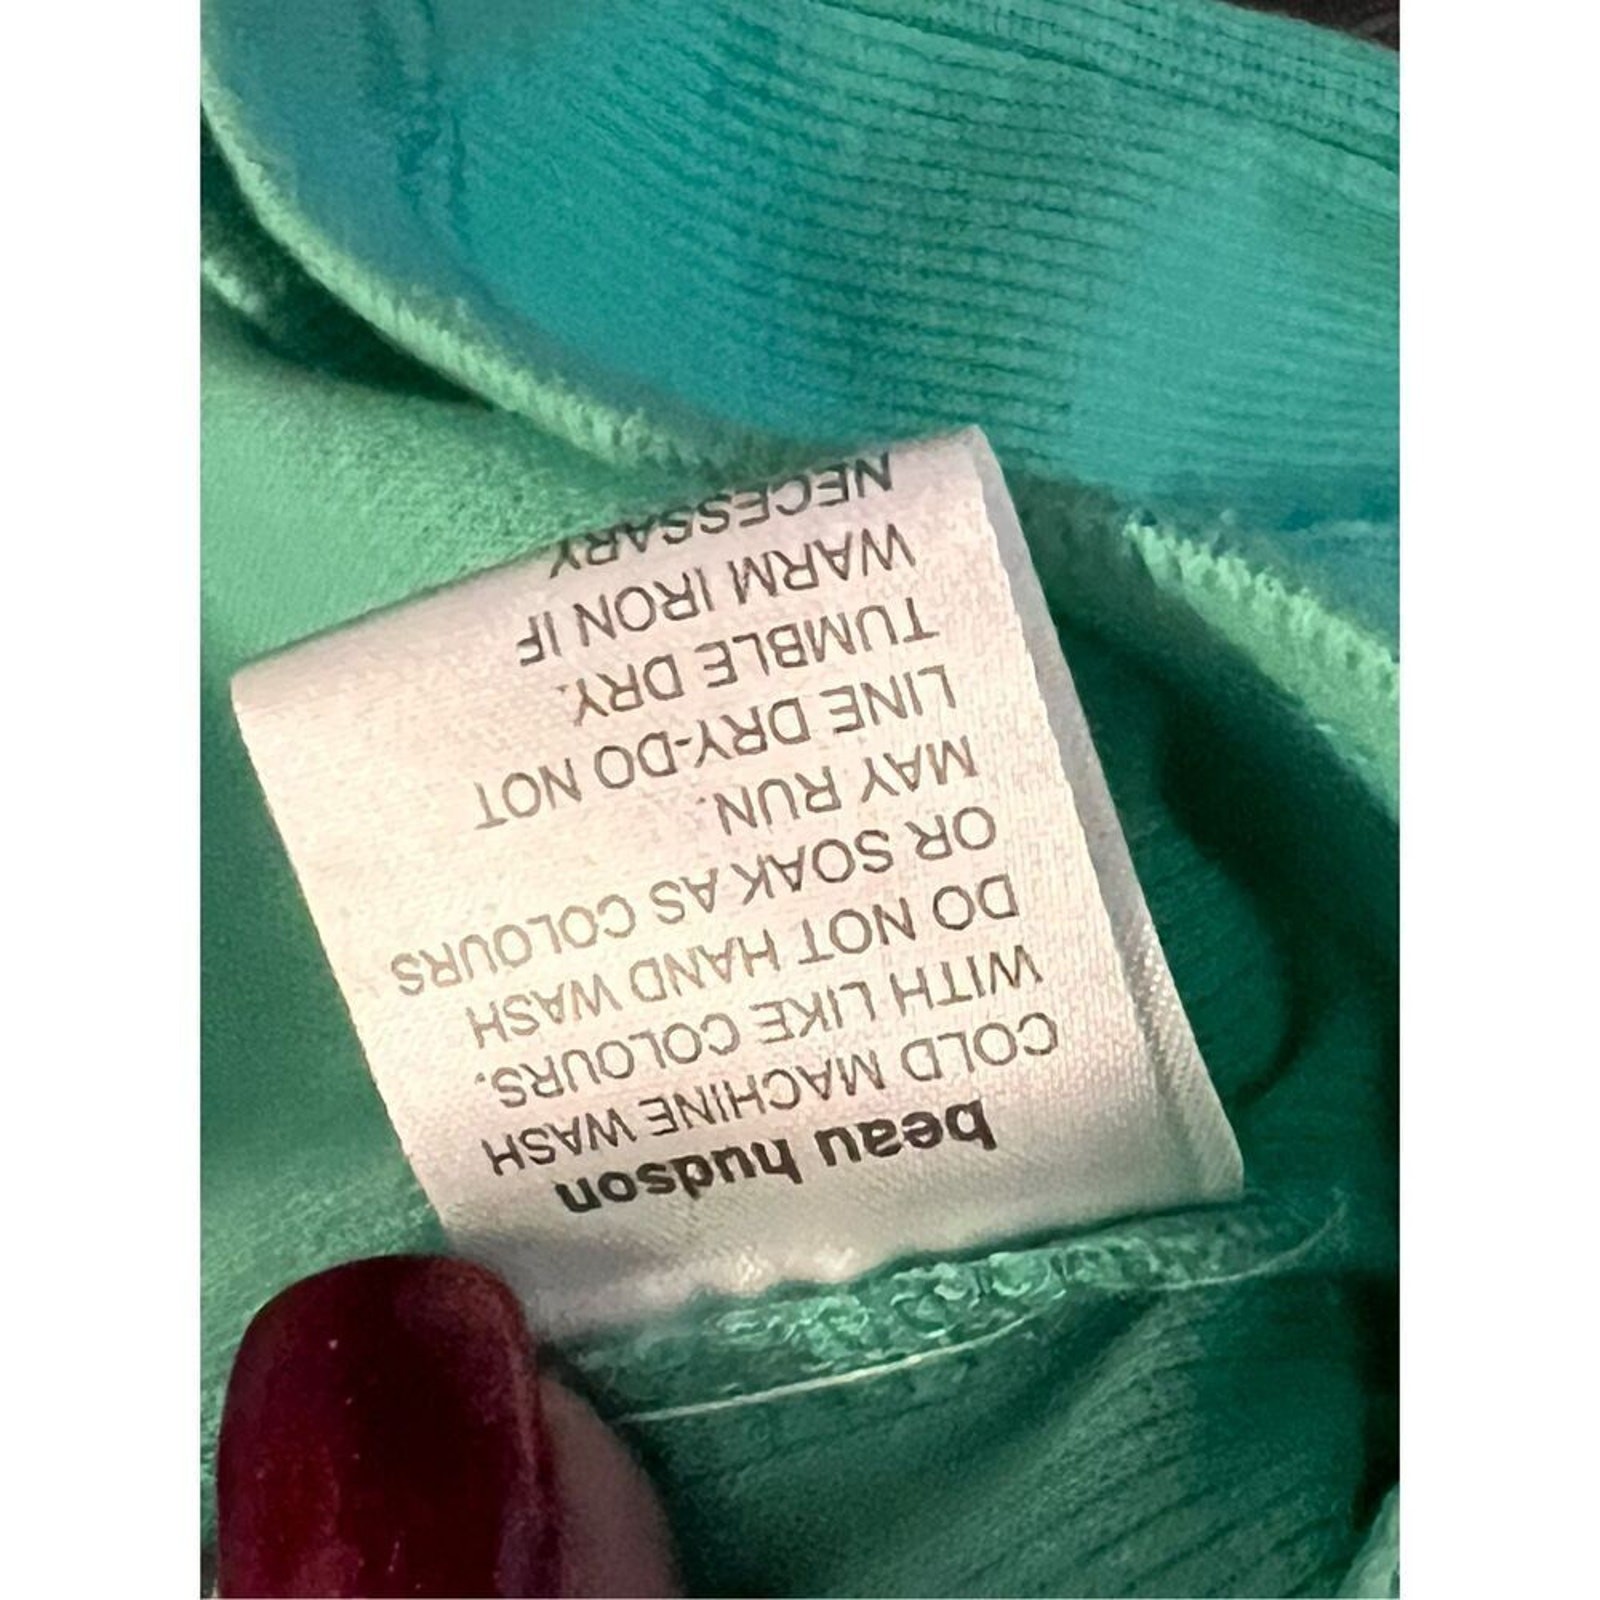 beau hudson
COLD MACHINE WASH
WITH LIKE COLOURS.
DO NOT HAND WASH
OR SOAK AS COLOURS
MAY RUN.
LINE DRY-DO NOT
TUMBLE DRY.
WARM IRON IF
NECESSARY